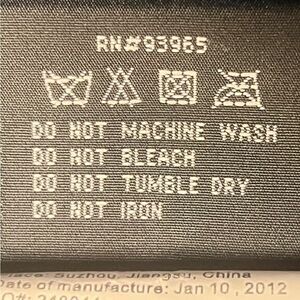 RN#93965
DO NOT MACHINE WASH
DO NOT BLEACH
DO NOT TUMBLE DRY
DO NOT IRON
Suzhou, Jiangsu, China
Date of manufacture: Jan 10, 2012